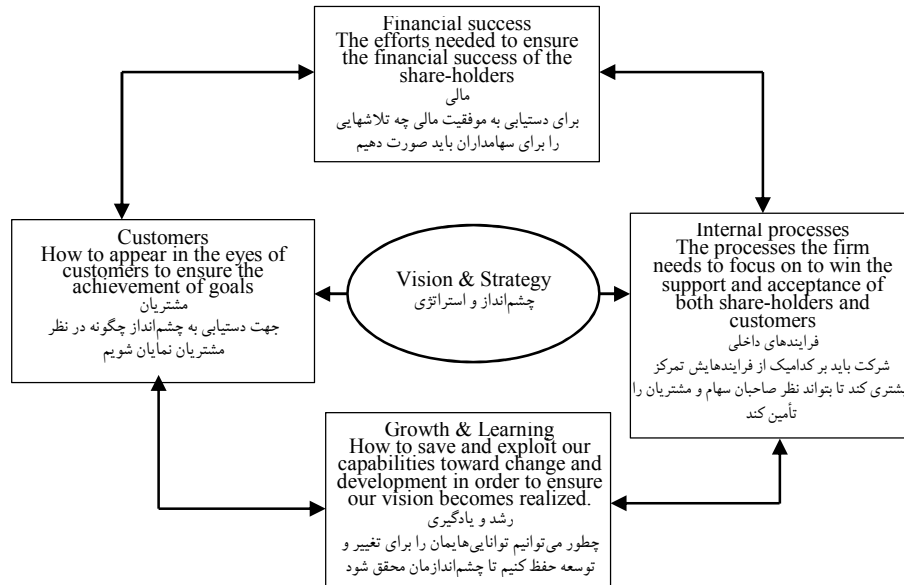 Financial success
The efforts needed to ensure
the financial success of the
share-holders
مالی
برای دستیابی به موفقیت مالی چه تلاشهایی
را برای سهامداران باید صورت دهیم
Customers
How to appear in the eyes of
customers to ensure the
achievement of goals
مشتریان
جهت دستیابی به چشم‌انداز چگونه در نظر
مشتریان نمایان شویم
Vision & Strategy
چشم‌انداز و استراتژی
Internal processes
The processes the firm
needs to focus on to win the
support and acceptance of
both share-holders and
customers
فرایندهای داخلی
شرکت باید بر کدامیک از فرایندهایش تمرکز
یشتری کند تا بتواند نظر صاحبان سهام و مشتریان را
تأمین کند
Growth & Learning
How to save and exploit our
capabilities toward change and
development in order to ensure
our vision becomes realized.
رشد و یادگیری
چطور می‌توانیم توانایی‌هایمان را برای تغییر و
توسعه حفظ کنیم تا چشم‌اندازمان محقق شود